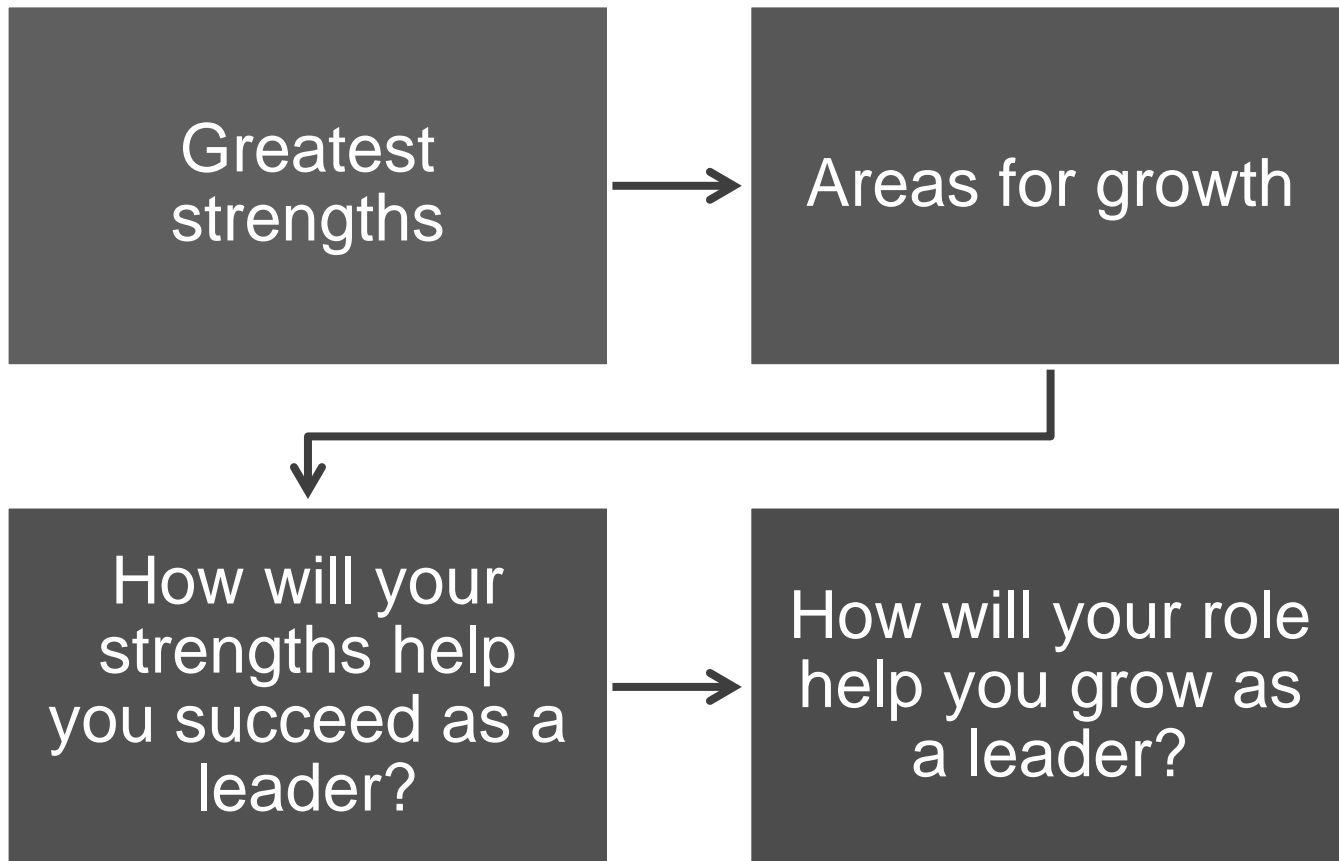 Greatest
strengths
Areas for growth
How will your
strengths help
you succeed as a
leader?
How will your role
help you grow as
a leader?